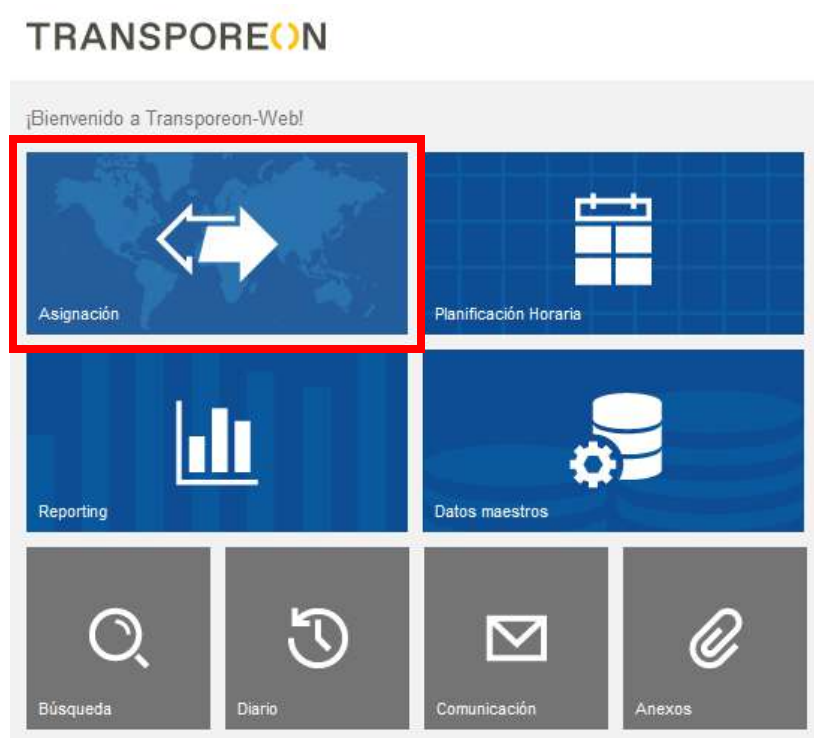 TRANSPOREON
¡Bienvenido a Transporeon-Web!
Asignación
Planificación Horaria
Reporting
Datos maestros
Búsqueda
Diario
Comunicación
Anexos